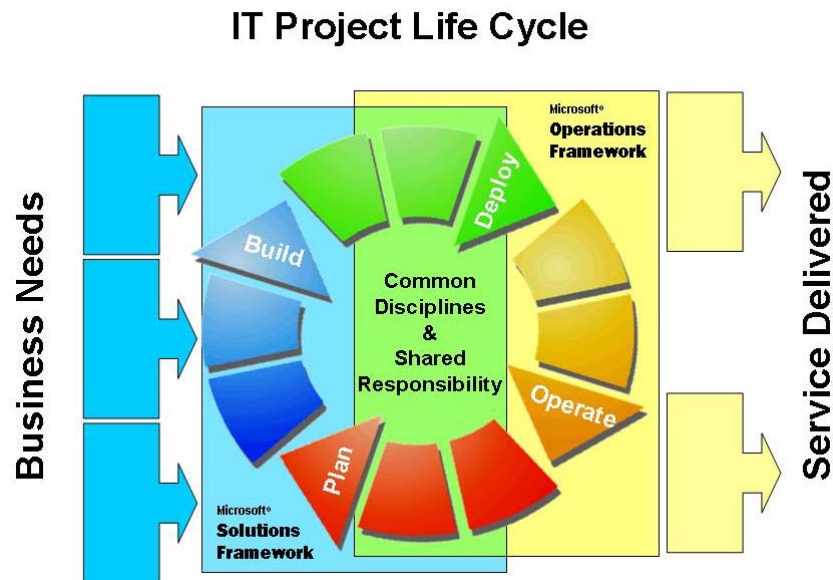 IT Project Life Cycle
Business Needs
Microsoft®
Operations
Framework
Build
Deploy
Common
Disciplines
&
Shared
Responsibility
Operate
Plan
Microsoft®
Solutions
Framework
Service Delivered